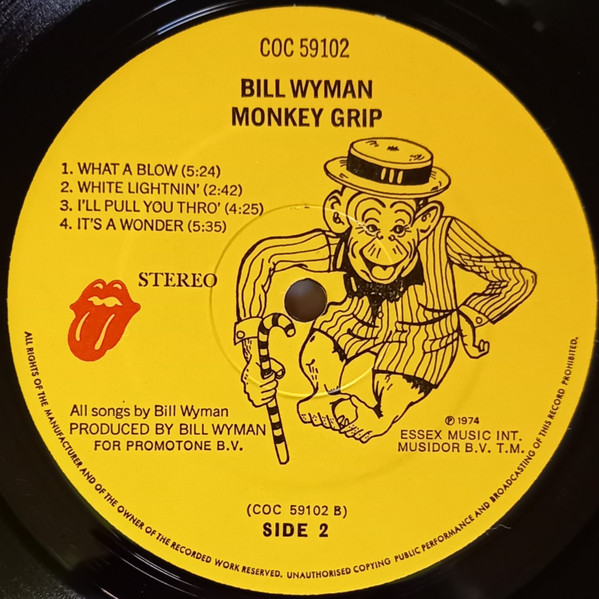 COC 59102
BILL WYMAN
MONKEY GRIP
1. WHAT A BLOW (5:24)
2. WHITE LIGHTNIN' (2:42)
3. I'LL PULL YOU THRO' (4:25)
4. IT'S A WONDER (5:35)
STEREO
All songs by Bill Wyman
PRODUCED BY BILL WYMAN
FOR PROMOTONE B.V.
℗ 1974
ESSEX MUSIC INT.
MUSIDOR B.V. T.M.
(COC 59102 B)
SIDE 2
ALL RIGHTS OF THE MANUFACTURER AND OF THE OWNER OF THE RECORDED WORK RESERVED. UNAUTHORISED COPYING PUBLIC PERFORMANCE AND BROADCASTING OF THIS RECORD PROHIBITED.